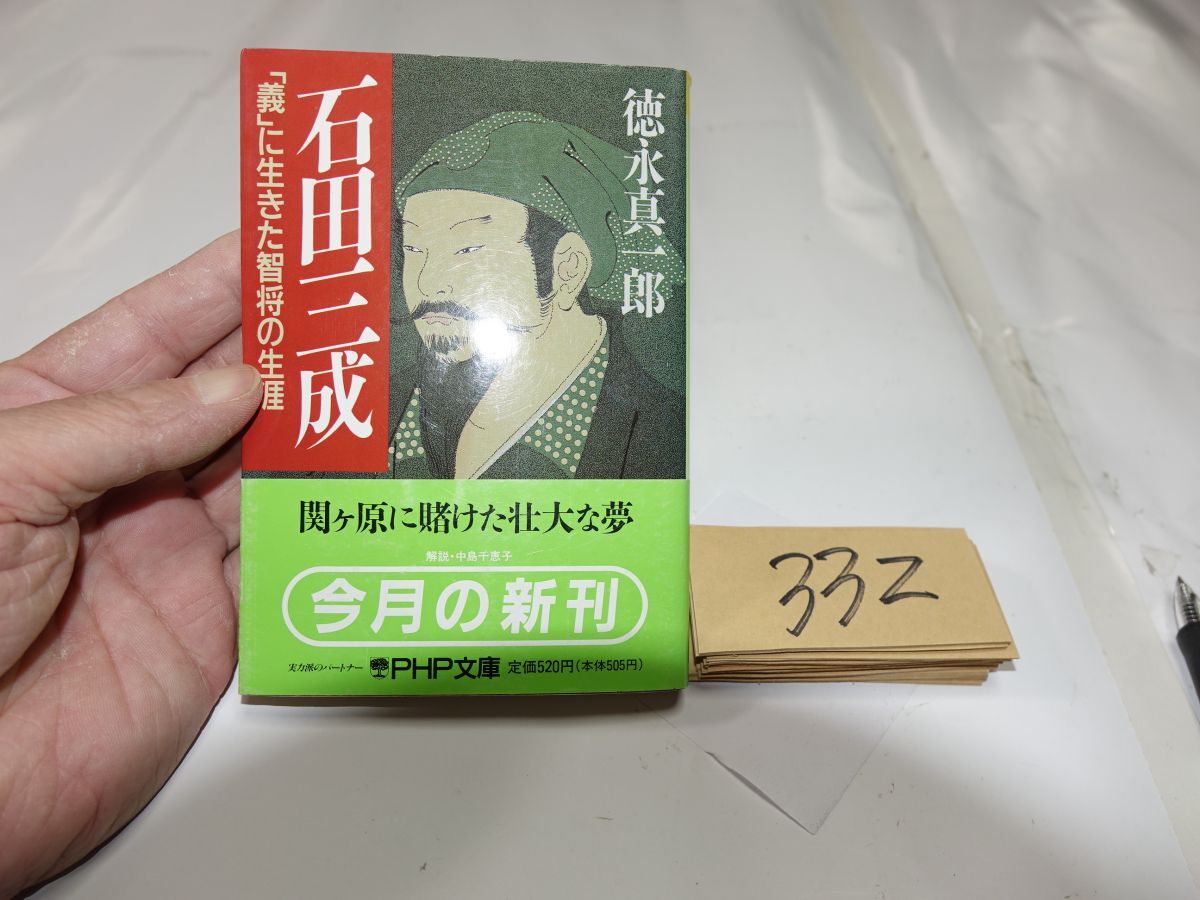 徳永真一郎
石田三成
「義」に生きた智将の生涯
関ヶ原に賭けた壮大な夢
解説・中島千恵子
今月の新刊
実力派のパートナー PHP文庫 定価520円(本体505円)
332